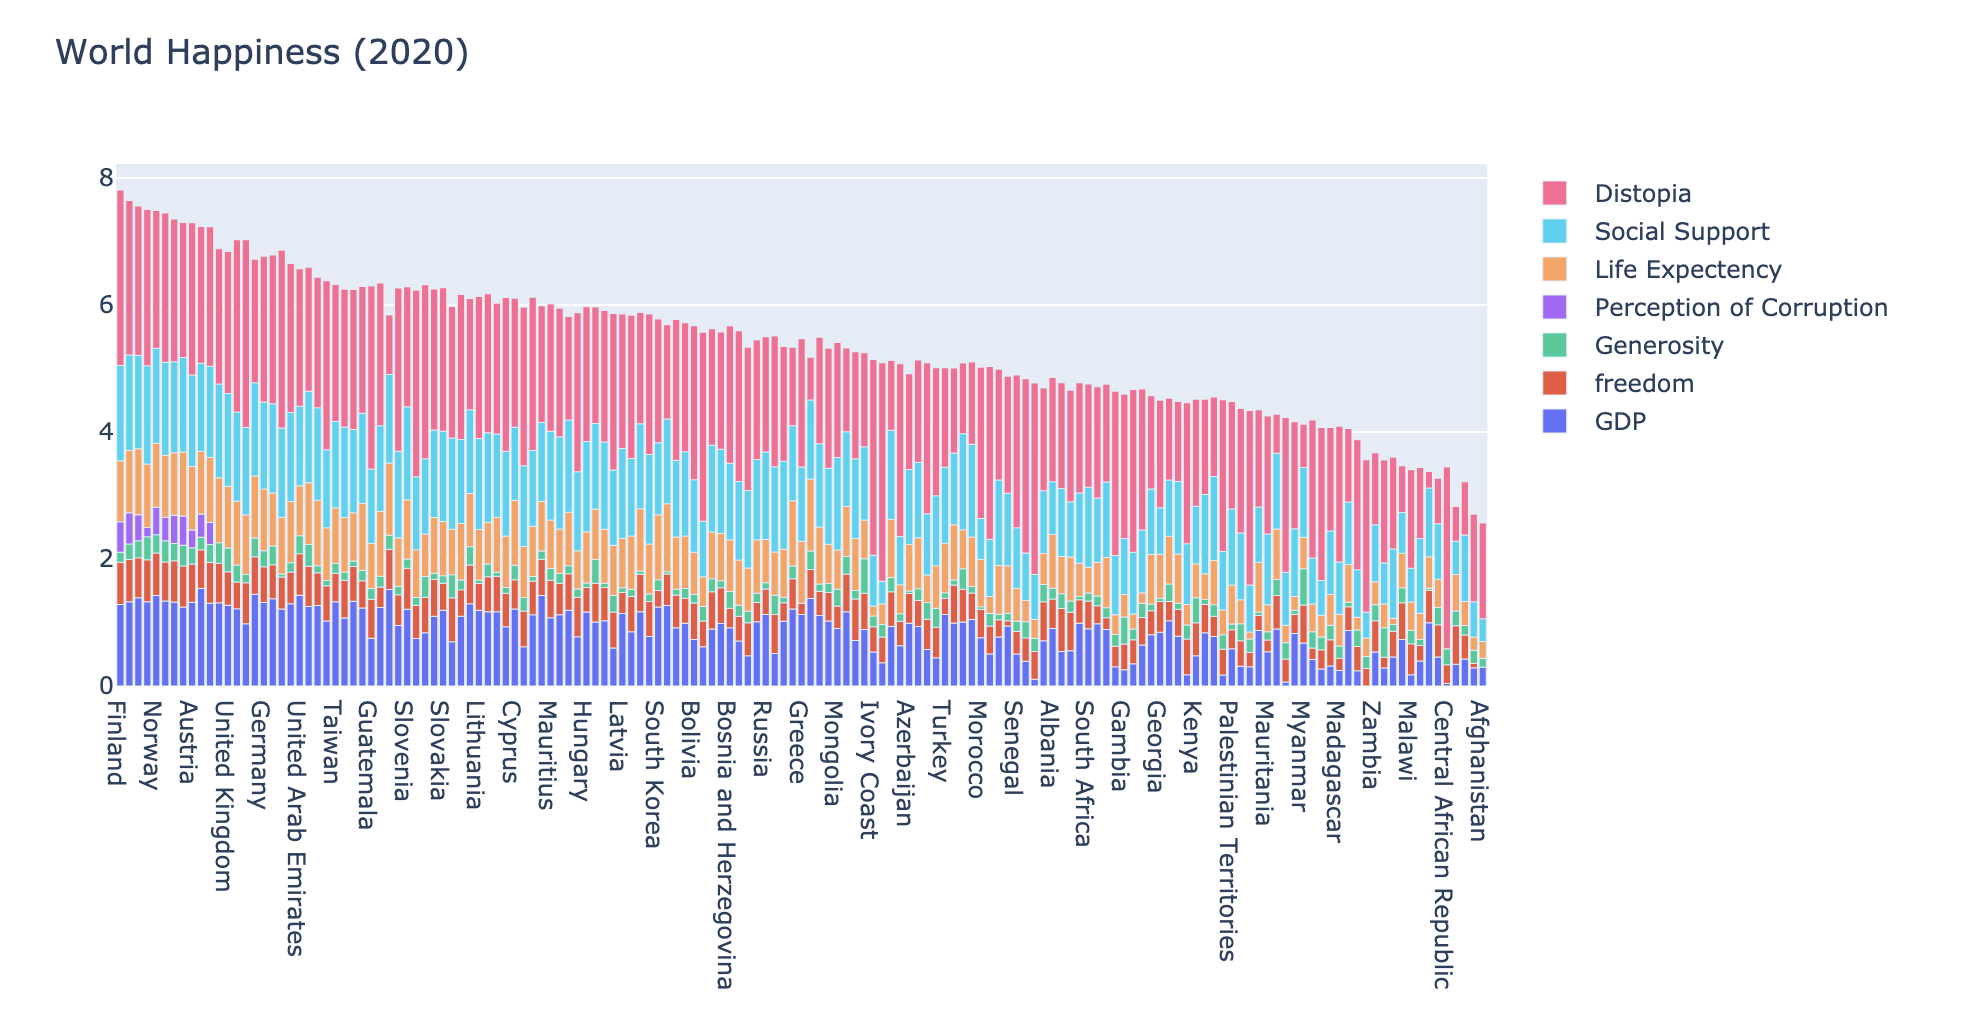 World Happiness (2020)
8
6
4
2
0
Distopia
Social Support
Life Expectency
Perception of Corruption
Generosity
freedom
GDP
Finland
Norway
Austria
United Kingdom
Germany
United Arab Emirates
Taiwan
Guatemala
Slovenia
Slovakia
Lithuania
Cyprus
Mauritius
Hungary
Latvia
South Korea
Bolivia
Bosnia and Herzegovina
Russia
Greece
Mongolia
Ivory Coast
Azerbaijan
Turkey
Morocco
Senegal
Albania
South Africa
Gambia
Georgia
Kenya
Palestinian Territories
Mauritania
Myanmar
Madagascar
Zambia
Malawi
Central African Republic
Afghanistan